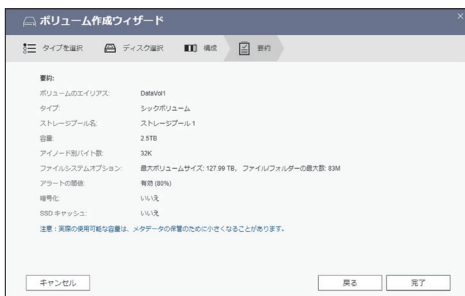 ボリューム作成ウィザード
タイプを選択 ディスク選択 構成 要約
要約:
ボリュームのエイリアス: DataVol1
タイプ: シックボリューム
ストレージプール名: ストレージプール 1
容量: 2.5TB
アイノード別バイト数: 32K
ファイルシステムオプション: 最大ボリュームサイズ: 127.99 TB, ファイル/フォルダーの最大数: 83M
アラートの閾値: 有効 (80%)
暗号化: いいえ
SSD キャッシュ: いいえ
注意:実際の使用可能な容量は、メタデータの保管のために小さくなることがあります。
キャンセル 戻る 完了